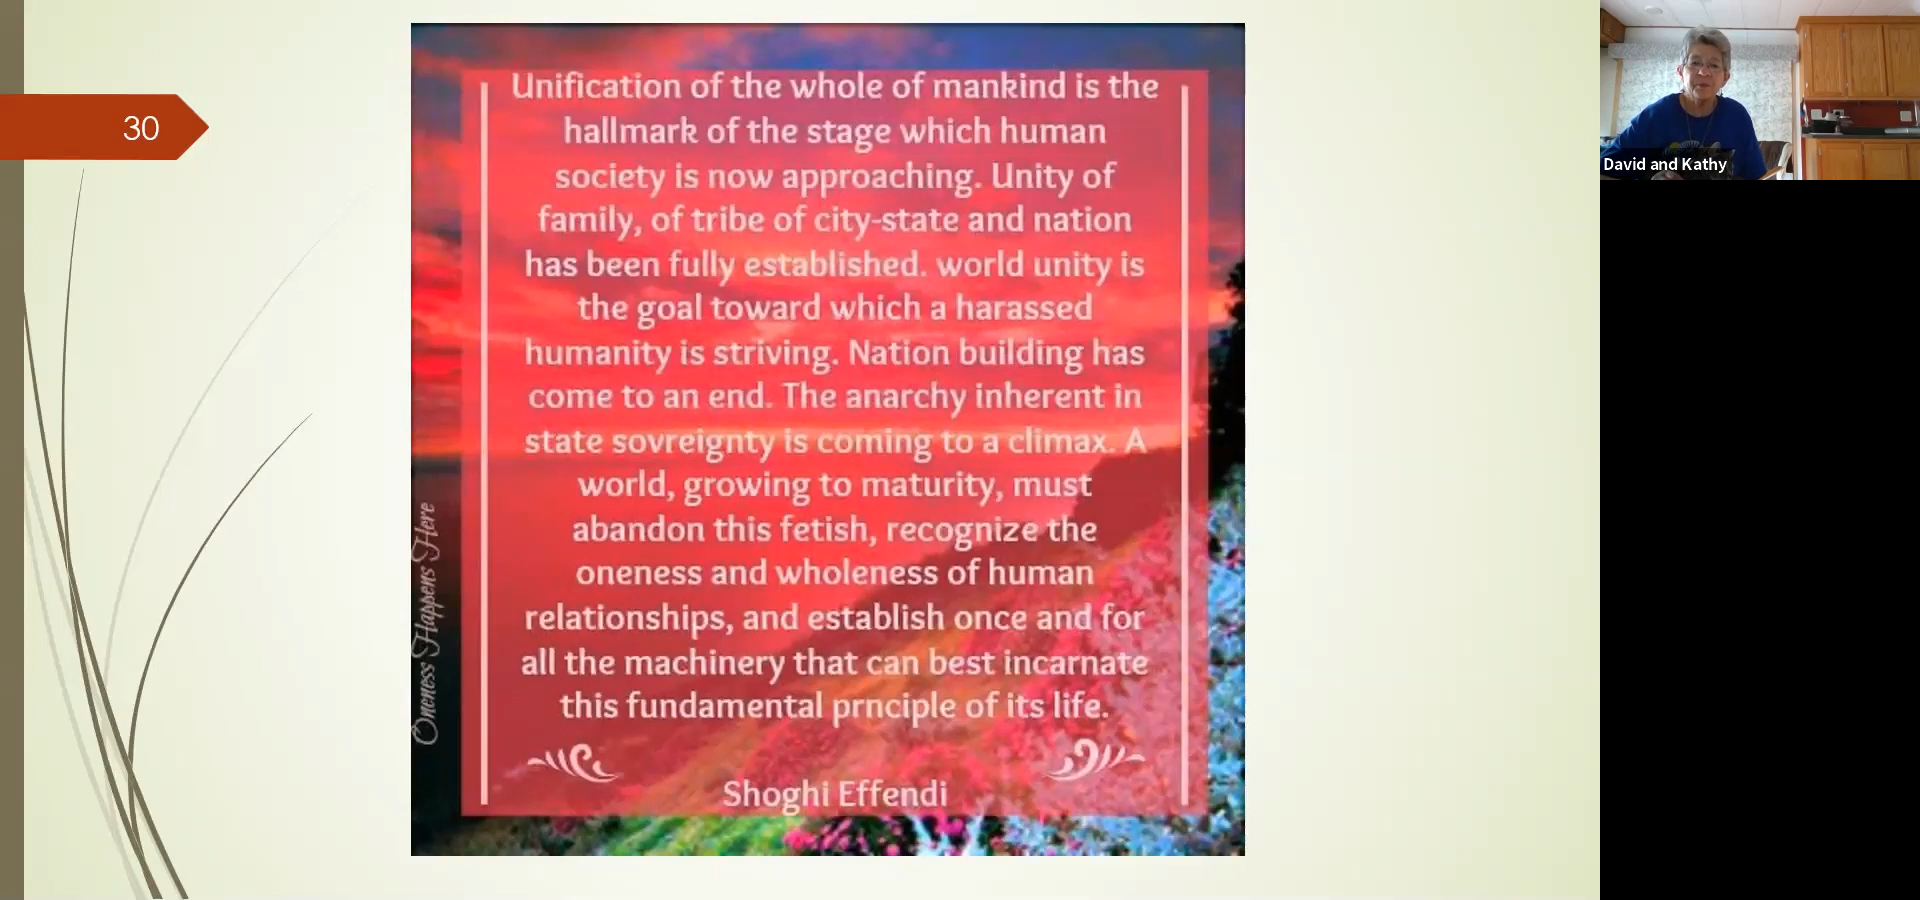 30
Unification of the whole of mankind is the
hallmark of the stage which human
society is now approaching. Unity of
family, of tribe of city-state and nation
has been fully established. world unity is
the goal toward which a harassed
humanity is striving. Nation building has
come to an end. The anarchy inherent in
state sovreignty is coming to a climax. A
world, growing to maturity, must
abandon this fetish, recognize the
oneness and wholeness of human
relationships, and establish once and for
all the machinery that can best incarnate
this fundamental prnciple of its life.
Shoghi Effendi
Oneness Happens Here
David and Kathy